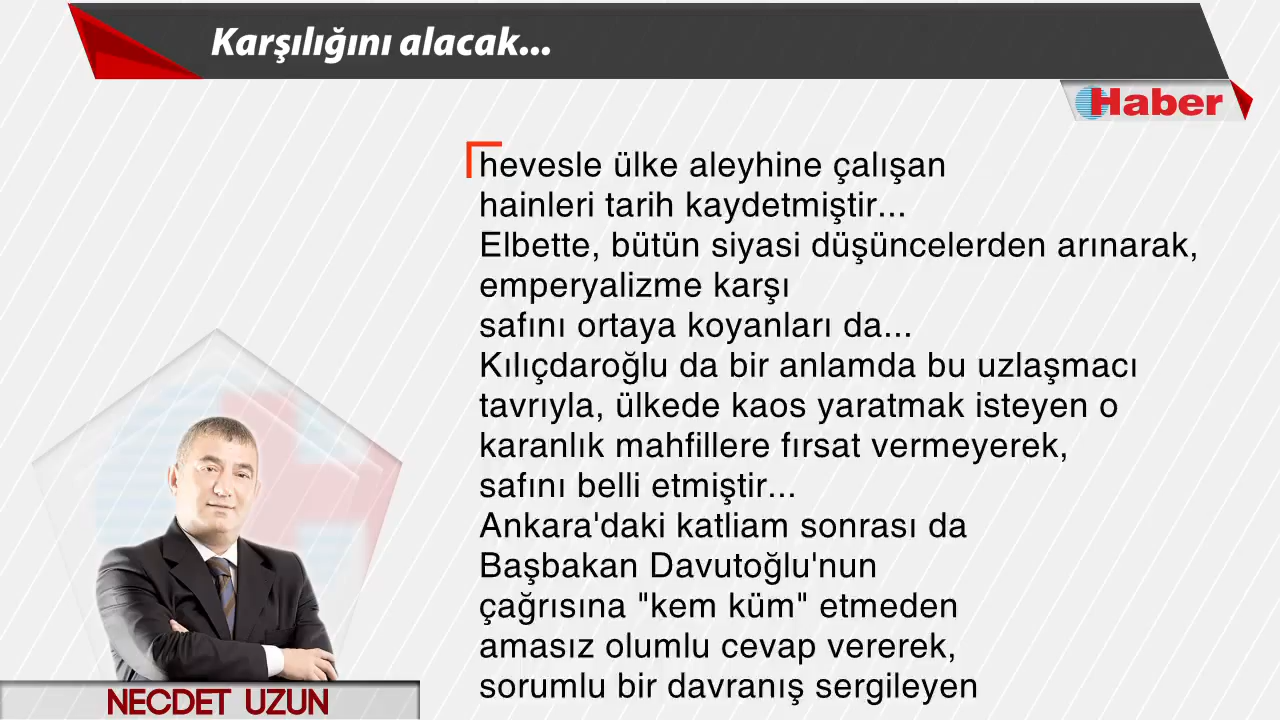 Karşılığını alacak...
Haber
hevesle ülke aleyhine çalışan
hainleri tarih kaydetmiştir...
Elbette, bütün siyasi düşüncelerden arınarak,
emperyalizme karşı
safını ortaya koyanları da...
Kılıçdaroğlu da bir anlamda bu uzlaşmacı
tavrıyla, ülkede kaos yaratmak isteyen o
karanlık mahfillere fırsat vermeyerek,
safını belli etmiştir...
Ankara'daki katliam sonrası da
Başbakan Davutoğlu'nun
çağrısına "kem küm" etmeden
amasız olumlu cevap vererek,
sorumlu bir davranış sergileyen
NECDET UZUN